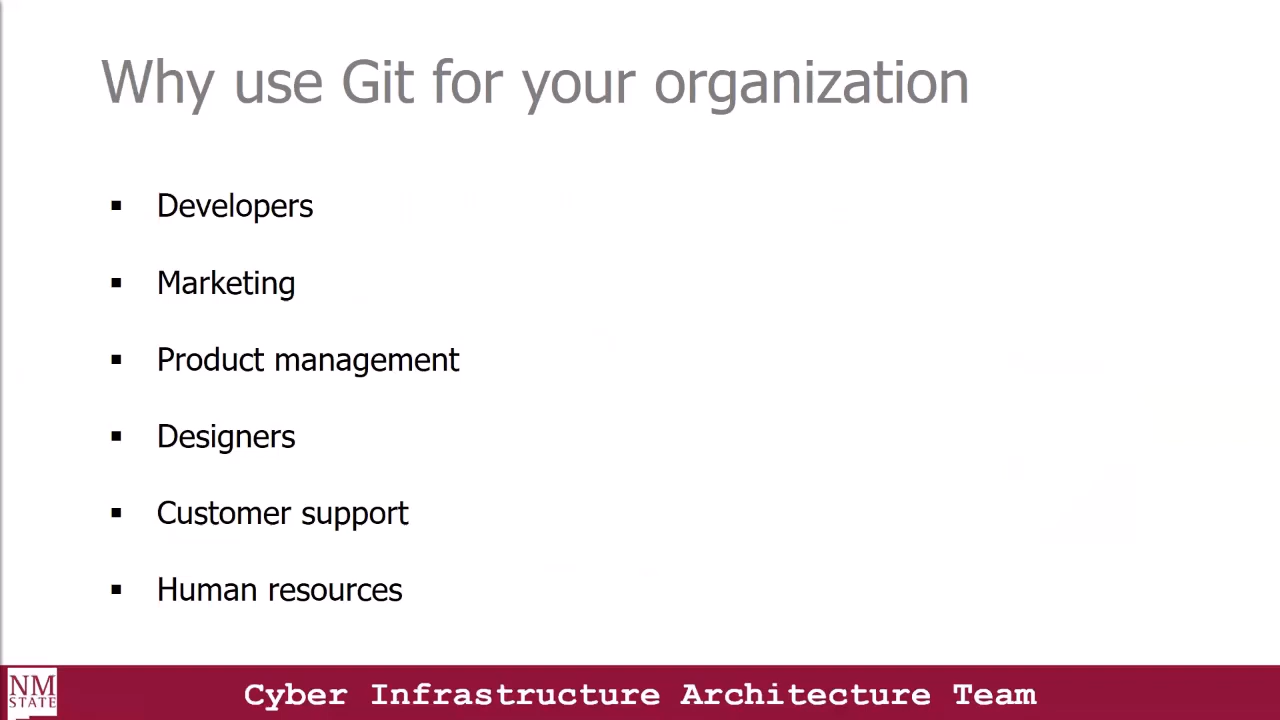 Why use Git for your organization
▪ Developers
▪ Marketing
▪ Product management
▪ Designers
▪ Customer support
▪ Human resources
NM
STATE
Cyber Infrastructure Architecture Team